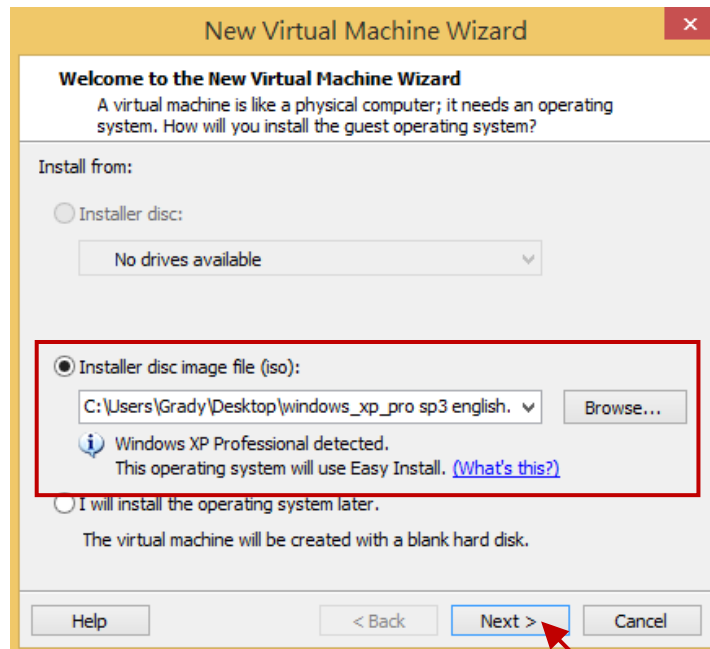 New Virtual Machine Wizard
Welcome to the New Virtual Machine Wizard
A virtual machine is like a physical computer; it needs an operating
system. How will you install the guest operating system?
Install from:
Installer disc:
No drives available
Installer disc image file (iso):
C:\Users\Grady\Desktop\windows_xp_pro sp3 english. Browse...
Windows XP Professional detected.
This operating system will use Easy Install. (What's this?)
I will install the operating system later.
The virtual machine will be created with a blank hard disk.
Help < Back Next > Cancel